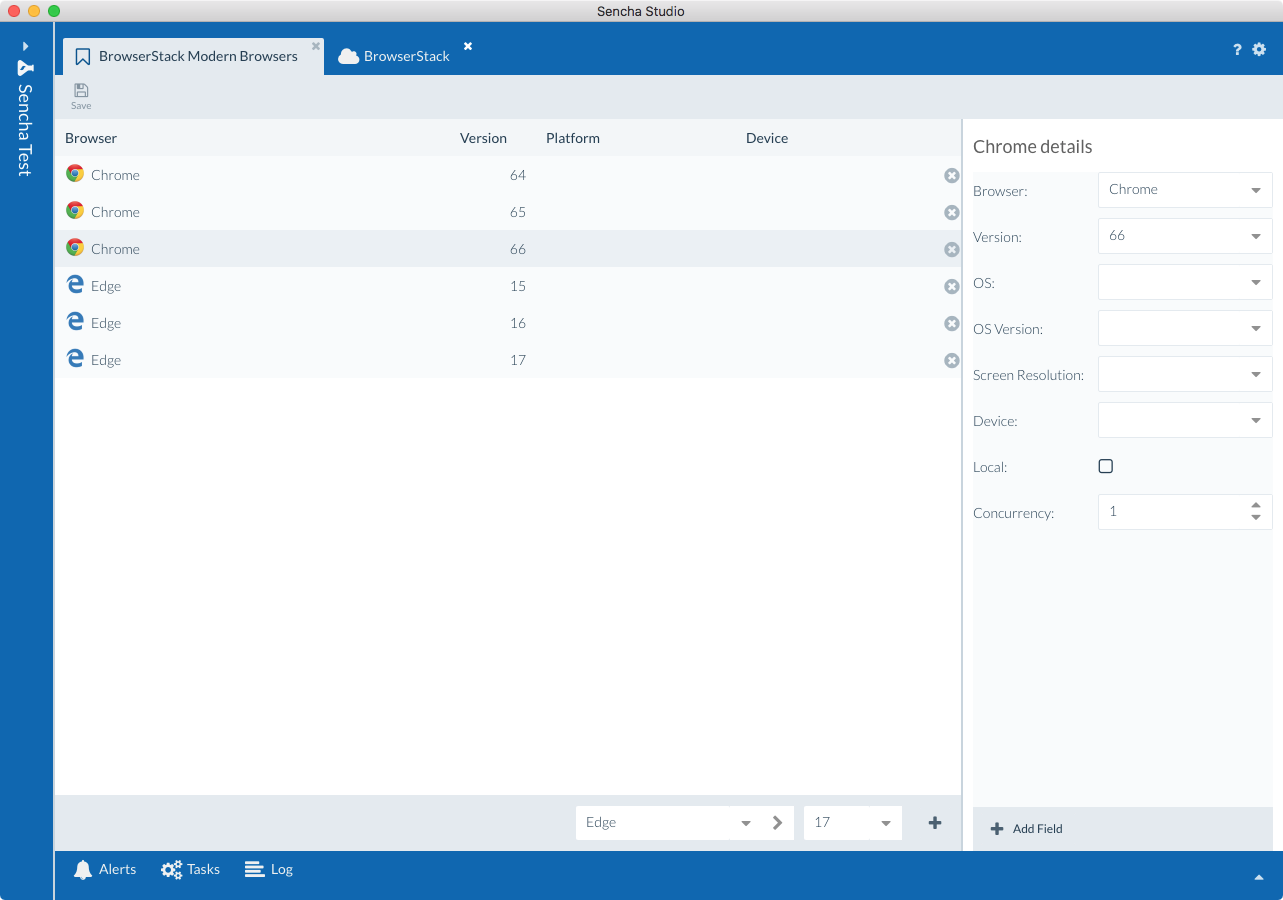 Sencha Studio
Sencha Test
BrowserStack Modern Browsers
BrowserStack
?
Save
Browser Version Platform Device
Chrome 64
Chrome 65
Chrome 66
Edge 15
Edge 16
Edge 17
Chrome details
Browser: Chrome
Version: 66
OS:
OS Version:
Screen Resolution:
Device:
Local:
Concurrency: 1
Edge 17
Add Field
Alerts Tasks Log